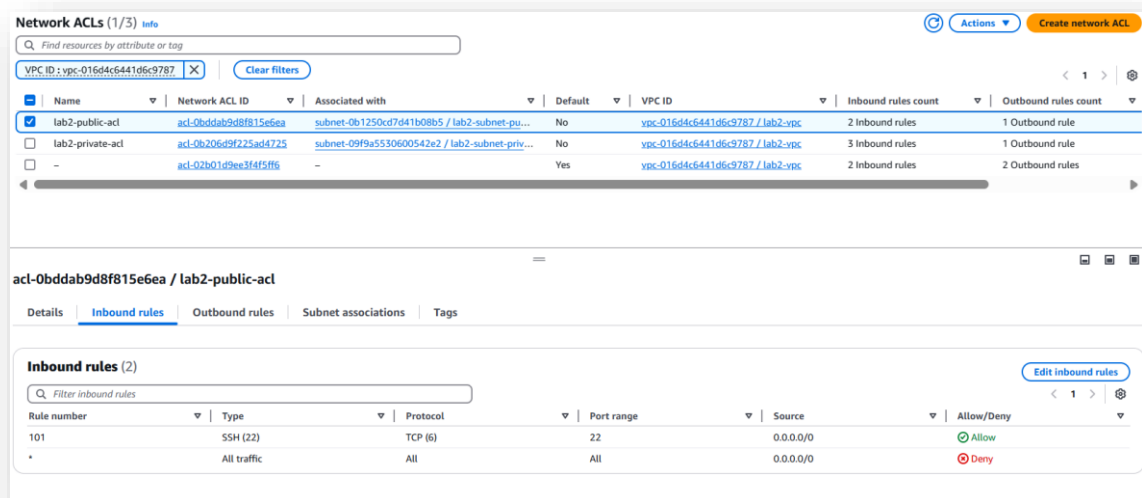 Network ACLs (1/3) Info
Actions
Create network ACL
Find resources by attribute or tag
VPC ID : vpc-016d4c6441d6c9787
Clear filters
1
Name Network ACL ID Associated with Default VPC ID Inbound rules count Outbound rules count
lab2-public-acl acl-0bddab9d8f815e6ea subnet-0b1250cd7d41b08b5 / lab2-subnet-pu... No vpc-016d4c6441d6c9787 / lab2-vpc 2 Inbound rules 1 Outbound rule
lab2-private-acl acl-0b206d9f225ad4725 subnet-09f9a5530600542e2 / lab2-subnet-priv... No vpc-016d4c6441d6c9787 / lab2-vpc 3 Inbound rules 1 Outbound rule
– acl-02b01d9ee3f4f5ff6 – Yes vpc-016d4c6441d6c9787 / lab2-vpc 2 Inbound rules 2 Outbound rules
acl-0bddab9d8f815e6ea / lab2-public-acl
Details Inbound rules Outbound rules Subnet associations Tags
Inbound rules (2)
Edit inbound rules
Filter inbound rules
1
Rule number Type Protocol Port range Source Allow/Deny
101 SSH (22) TCP (6) 22 0.0.0.0/0 Allow
* All traffic All All 0.0.0.0/0 Deny